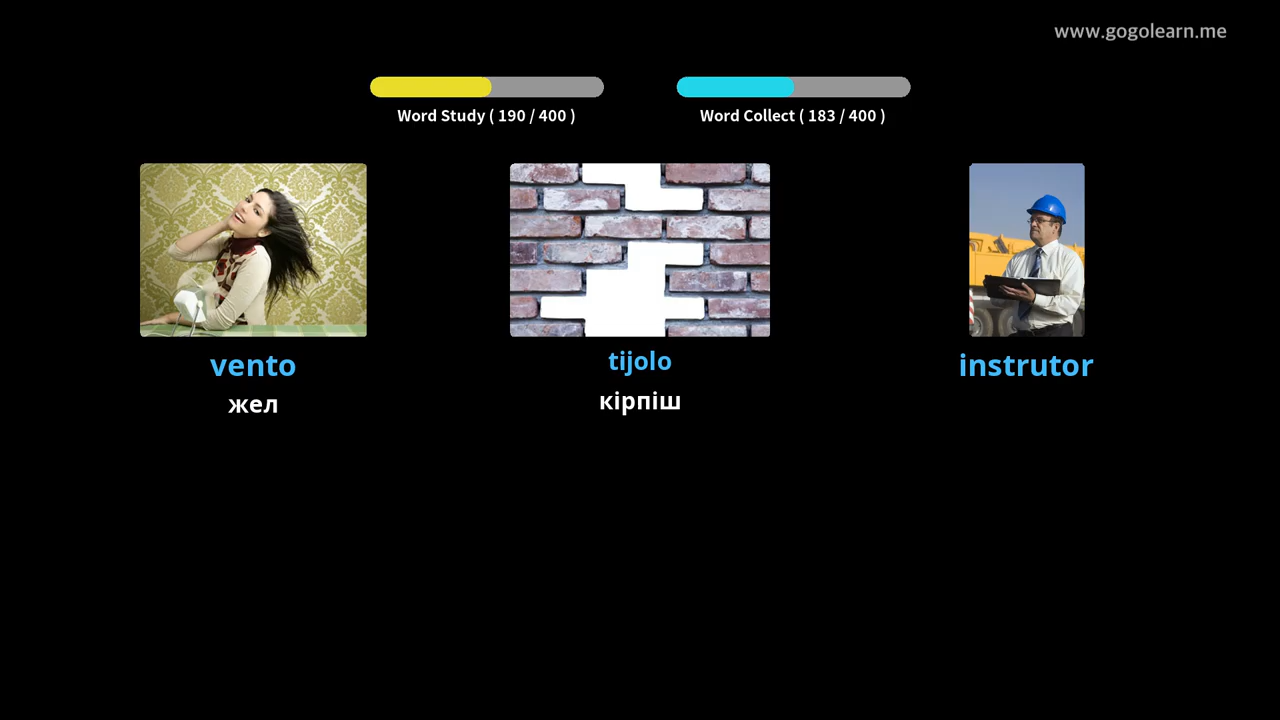 www.gogolearn.me
Word Study ( 190 / 400 )
Word Collect ( 183 / 400 )
vento
tijolo
instrutor
жел
кірпіш